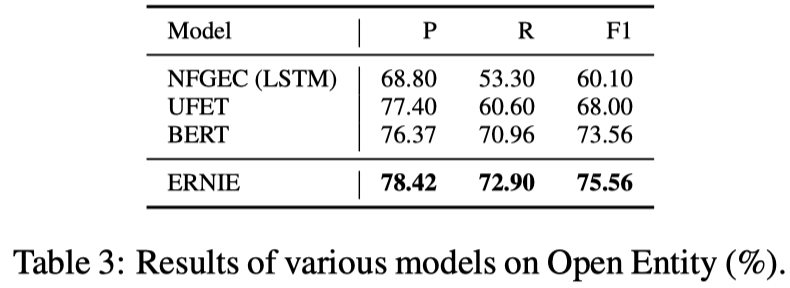 Model P R F1
NFGEC (LSTM) 68.80 53.30 60.10
UFET 77.40 60.60 68.00
BERT 76.37 70.96 73.56
ERNIE 78.42 72.90 75.56
Table 3: Results of various models on Open Entity (%).